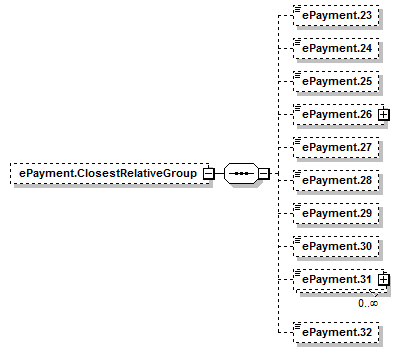 ePayment.23
ePayment.24
ePayment.25
ePayment.26
ePayment.27
ePayment.ClosestRelativeGroup
ePayment.28
ePayment.29
ePayment.30
ePayment.31
0..∞
ePayment.32